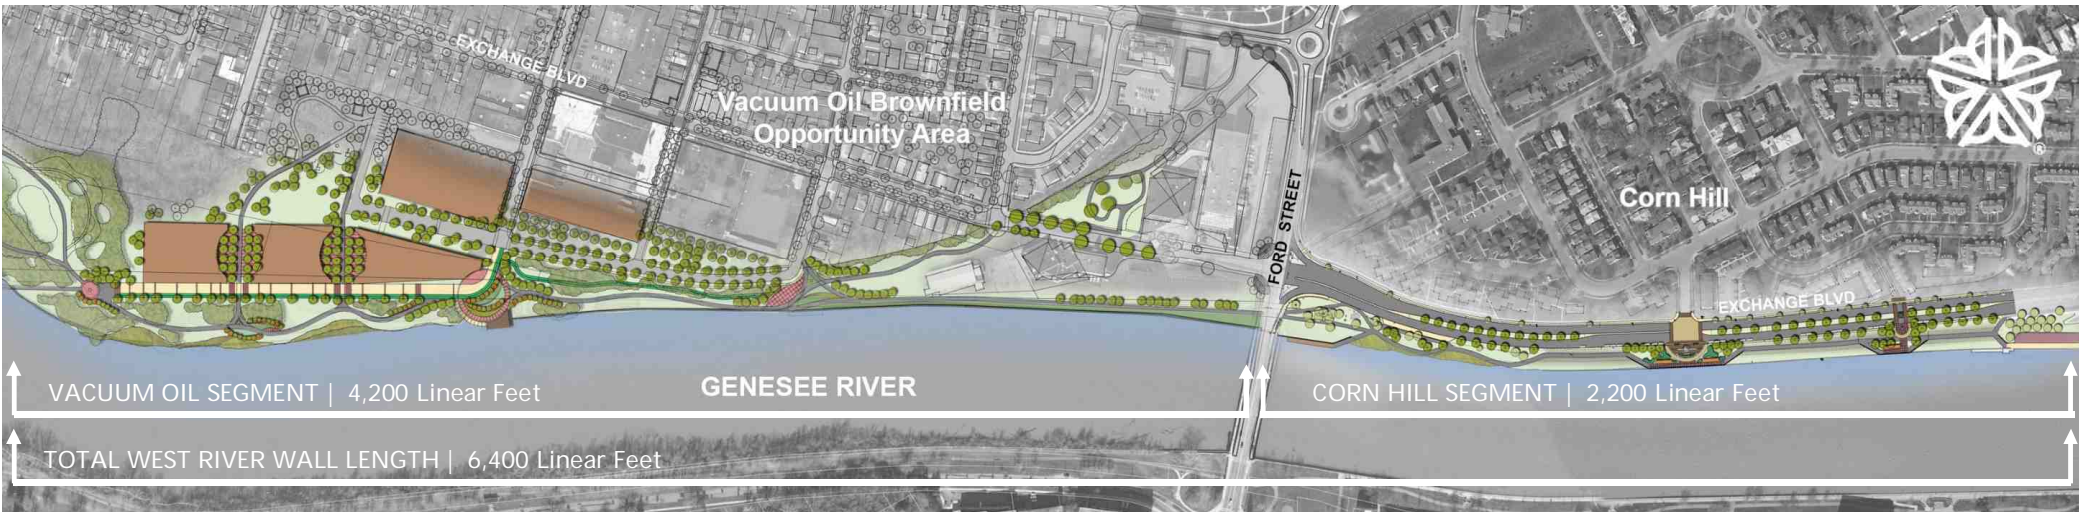 EXCHANGE BLVD
Vacuum Oil Brownfield
Opportunity Area
FORD STREET
Corn Hill
®
EXCHANGE BLVD
VACUUM OIL SEGMENT | 4,200 Linear Feet
GENESEE RIVER
CORN HILL SEGMENT | 2,200 Linear Feet
TOTAL WEST RIVER WALL LENGTH | 6,400 Linear Feet